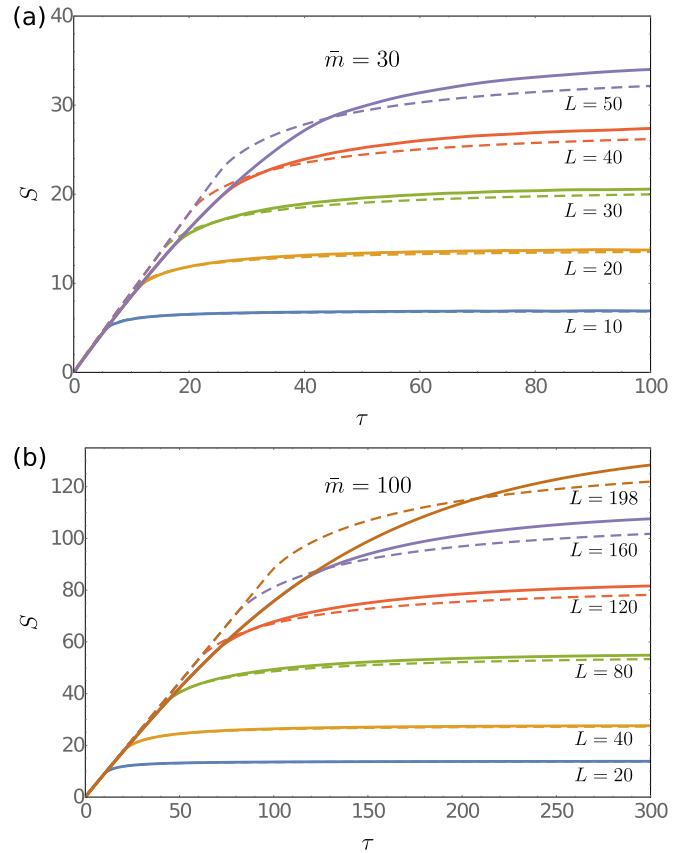 (a)
m̄ = 30
40
30
20
10
0
S
L = 50
L = 40
L = 30
L = 20
L = 10
0 20 40 60 80 100
τ
(b)
m̄ = 100
120
100
80
60
40
20
0
S
L = 198
L = 160
L = 120
L = 80
L = 40
L = 20
0 50 100 150 200 250 300
τ